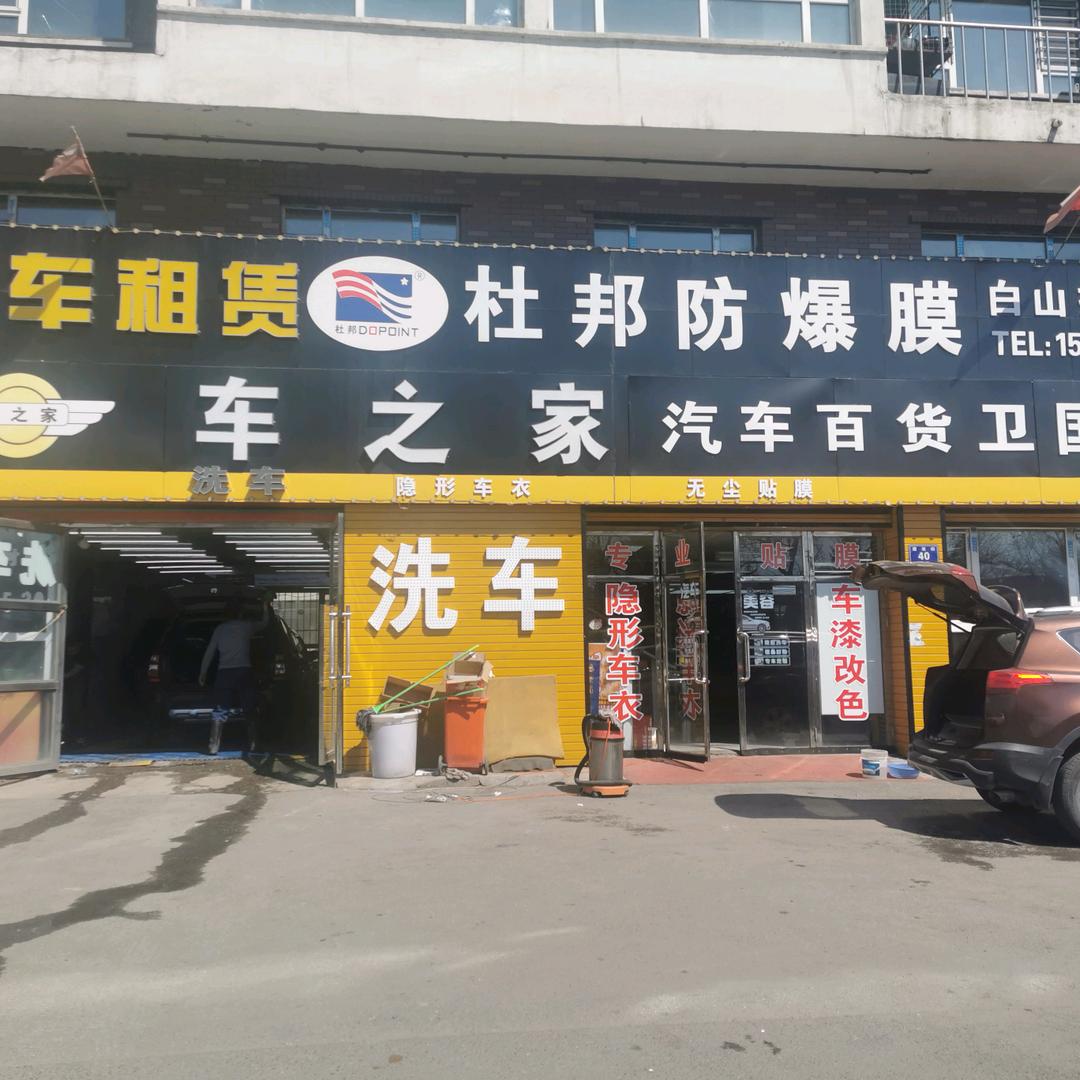 车租赁
杜邦DOPOINT
®
杜邦防爆膜
白山
TEL:15
之家
车之家
汽车百货卫国
洗车
隐形车衣
无尘贴膜
洗车
专业贴膜
隐形车衣
美容
车漆改色
40